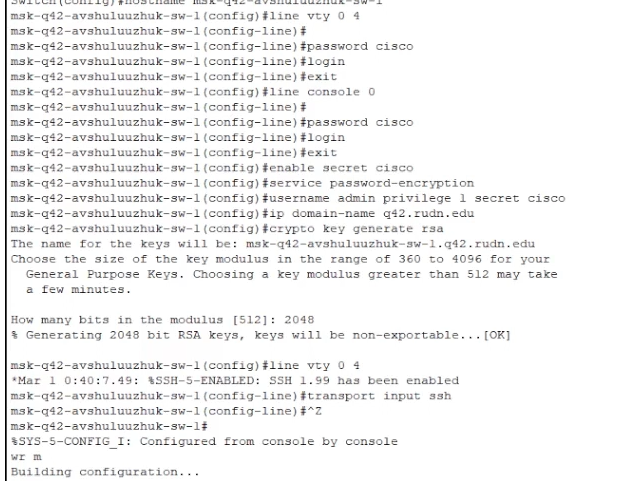 Switch(config)#hostname msk-q42-avshuluuzhuk-sw-1
msk-q42-avshuluuzhuk-sw-1(config)#line vty 0 4
msk-q42-avshuluuzhuk-sw-1(config-line)#
msk-q42-avshuluuzhuk-sw-1(config-line)#password cisco
msk-q42-avshuluuzhuk-sw-1(config-line)#login
msk-q42-avshuluuzhuk-sw-1(config-line)#exit
msk-q42-avshuluuzhuk-sw-1(config)#line console 0
msk-q42-avshuluuzhuk-sw-1(config-line)#
msk-q42-avshuluuzhuk-sw-1(config-line)#password cisco
msk-q42-avshuluuzhuk-sw-1(config-line)#login
msk-q42-avshuluuzhuk-sw-1(config-line)#exit
msk-q42-avshuluuzhuk-sw-1(config)#enable secret cisco
msk-q42-avshuluuzhuk-sw-1(config)#service password-encryption
msk-q42-avshuluuzhuk-sw-1(config)#username admin privilege 1 secret cisco
msk-q42-avshuluuzhuk-sw-1(config)#ip domain-name q42.rudn.edu
msk-q42-avshuluuzhuk-sw-1(config)#crypto key generate rsa
The name for the keys will be: msk-q42-avshuluuzhuk-sw-1.q42.rudn.edu
Choose the size of the key modulus in the range of 360 to 4096 for your
General Purpose Keys. Choosing a key modulus greater than 512 may take
a few minutes.
How many bits in the modulus [512]: 2048
% Generating 2048 bit RSA keys, keys will be non-exportable...[OK]
msk-q42-avshuluuzhuk-sw-1(config)#line vty 0 4
*Mar 1 0:40:7.49: %SSH-5-ENABLED: SSH 1.99 has been enabled
msk-q42-avshuluuzhuk-sw-1(config-line)#transport input ssh
msk-q42-avshuluuzhuk-sw-1(config-line)#^Z
msk-q42-avshuluuzhuk-sw-1#
%SYS-5-CONFIG_I: Configured from console by console
wr m
Building configuration...